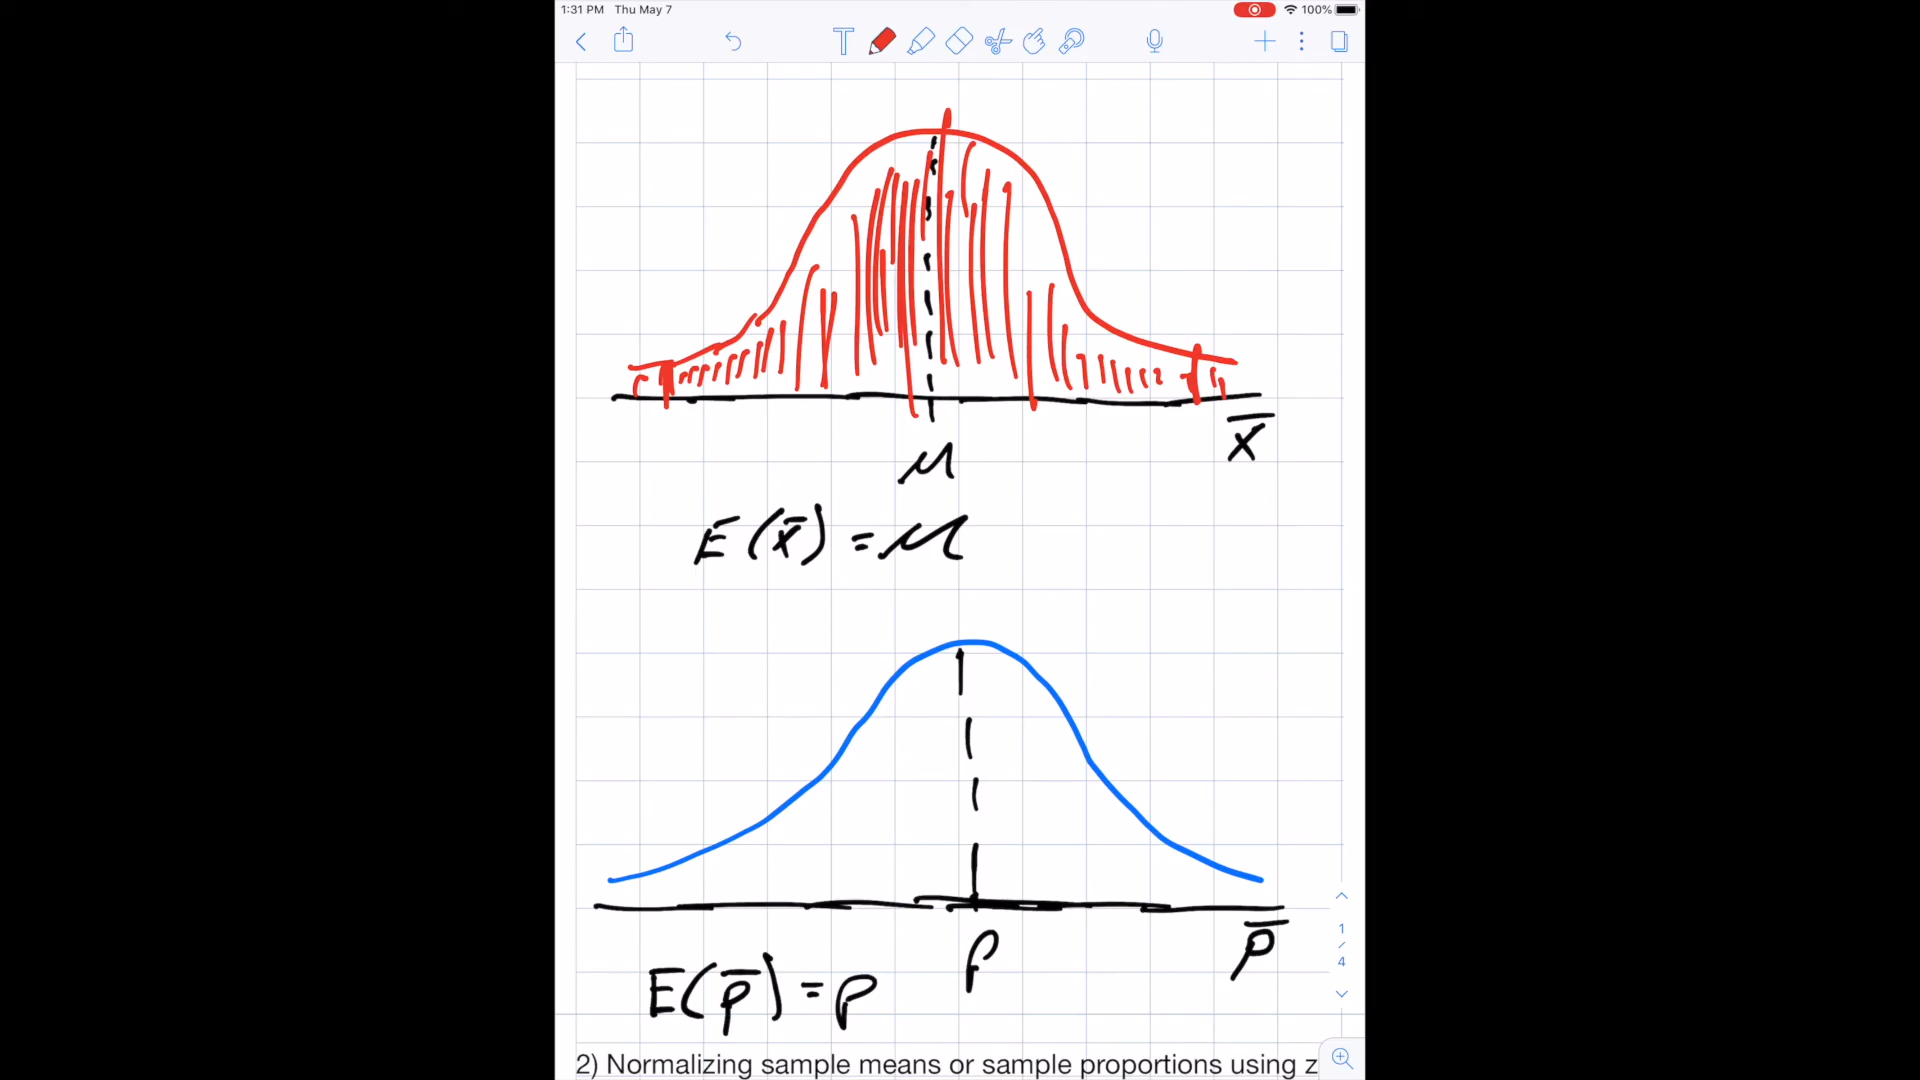 1:31 PM Thu May 7 100%
T
μ
x̅
E(x̅) = μ
p
p̅
E(p̅) = p
1
/
4
2) Normalizing sample means or sample proportions using z